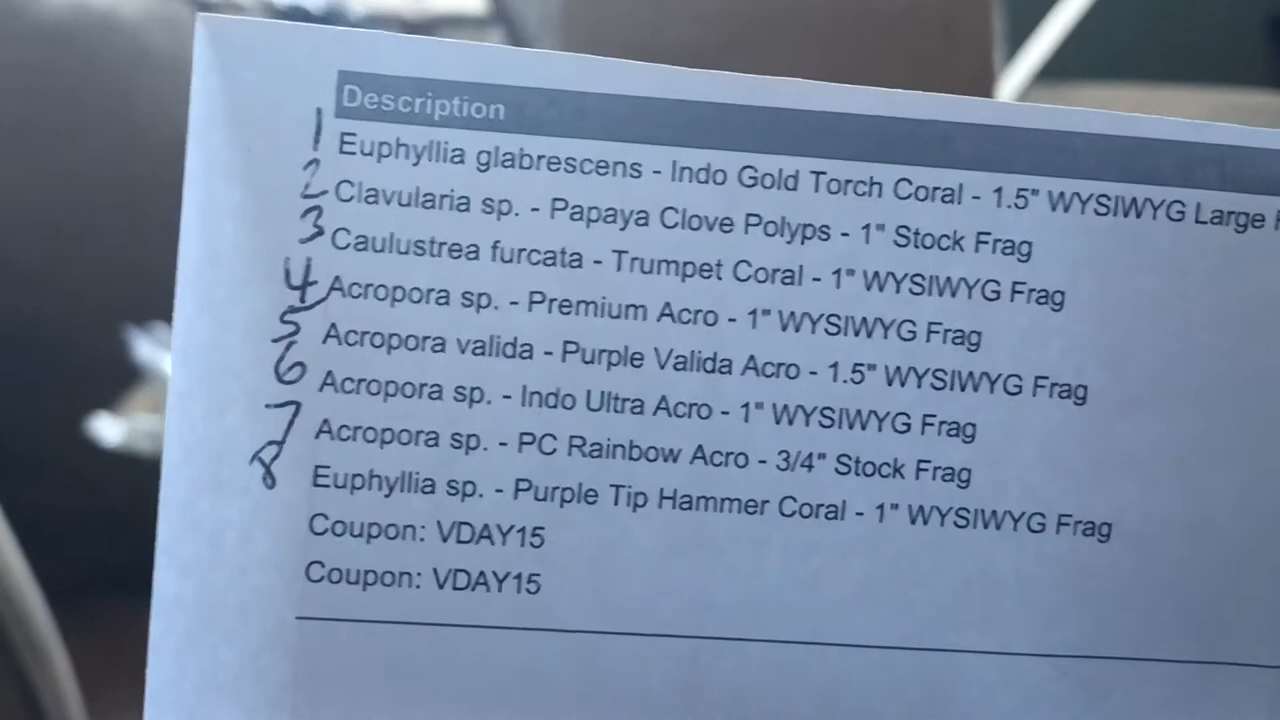 Description
1 Euphyllia glabrescens - Indo Gold Torch Coral - 1.5" WYSIWYG Large
2 Clavularia sp. - Papaya Clove Polyps - 1" Stock Frag
3 Caulustrea furcata - Trumpet Coral - 1" WYSIWYG Frag
4 Acropora sp. - Premium Acro - 1" WYSIWYG Frag
5 Acropora valida - Purple Valida Acro - 1.5" WYSIWYG Frag
6 Acropora sp. - Indo Ultra Acro - 1" WYSIWYG Frag
7 Acropora sp. - PC Rainbow Acro - 3/4" Stock Frag
8 Euphyllia sp. - Purple Tip Hammer Coral - 1" WYSIWYG Frag
Coupon: VDAY15
Coupon: VDAY15